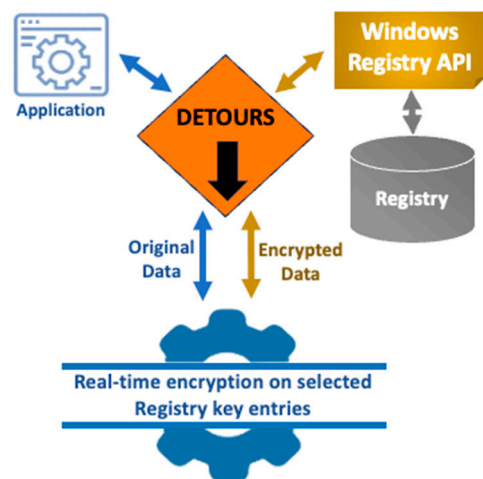 Windows
Registry API
Application
DETOURS
Registry
Original
Data
Encrypted
Data
Real-time encryption on selected
Registry key entries